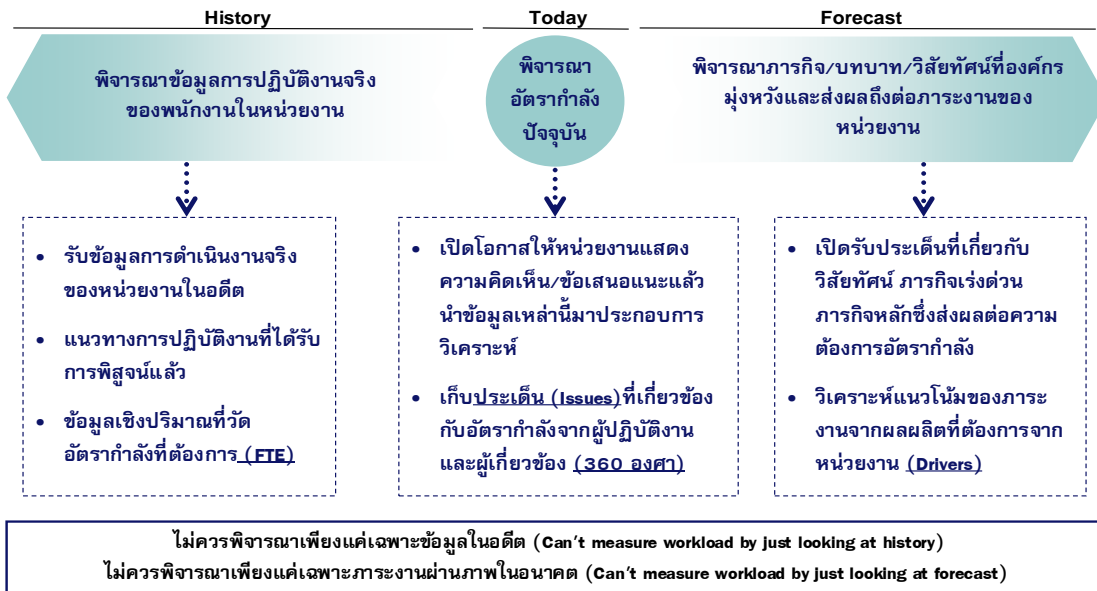 History
Today
Forecast
พิจารณาข้อมูลการปฏิบัติงานจริง
ของพนักงานในหน่วยงาน
พิจารณา
อัตรากำลัง
ปัจจุบัน
พิจารณาภารกิจ/บทบาท/วิสัยทัศน์ที่องค์กร
มุ่งหวังและส่งผลถึงต่อภาระงานของ
หน่วยงาน
• รับข้อมูลการดำเนินงานจริง
ของหน่วยงานในอดีต
• แนวทางการปฏิบัติงานที่ได้รับ
การพิสูจน์แล้ว
• ข้อมูลเชิงปริมาณที่วัด
อัตรากำลังที่ต้องการ (FTE)
• เปิดโอกาสให้หน่วยงานแสดง
ความคิดเห็น/ข้อเสนอแนะแล้ว
นำข้อมูลเหล่านี้มาประกอบการ
วิเคราะห์
• เก็บประเด็น (Issues)ที่เกี่ยวข้อง
กับอัตรากำลังจากผู้ปฏิบัติงาน
และผู้เกี่ยวข้อง (360 องศา)
• เปิดรับประเด็นที่เกี่ยวกับ
วิสัยทัศน์ ภารกิจเร่งด่วน
ภารกิจหลักซึ่งส่งผลต่อความ
ต้องการอัตรากำลัง
• วิเคราะห์แนวโน้มของภาระ
งานจากผลผลิตที่ต้องการจาก
หน่วยงาน (Drivers)
ไม่ควรพิจารณาเพียงแค่เฉพาะข้อมูลในอดีต (Can't measure workload by just looking at history)
ไม่ควรพิจารณาเพียงแค่เฉพาะภาระงานผ่านภาพในอนาคต (Can't measure workload by just looking at forecast)